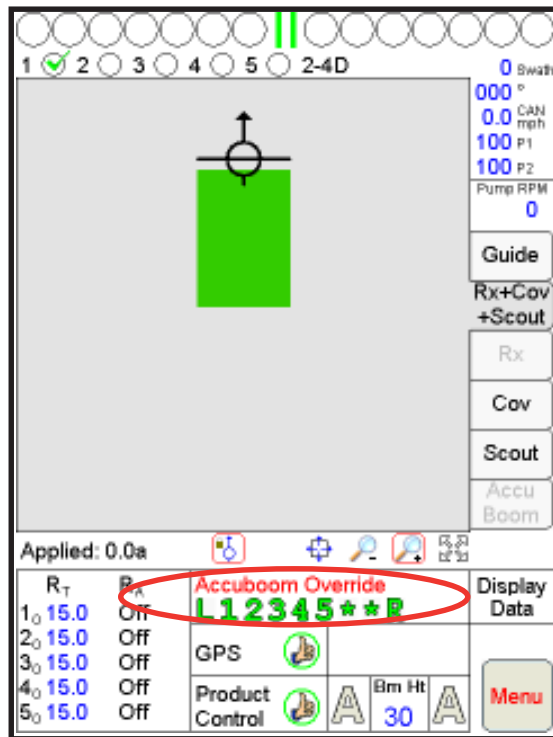 1 2 3 4 5 2-4D
0 Swath
000 °
0.0 CAN mph
100 P1
100 P2
Pump RPM
0
Guide
Rx+Cov
+Scout
Rx
Cov
Scout
Accu
Boom
Applied: 0.0a
RT RA
1○ 15.0 Off
2○ 15.0 Off
3○ 15.0 Off
4○ 15.0 Off
5○ 15.0 Off
Accuboom Override
L12345**R
GPS
Product
Control
A
Bm Ht
30
A
Display
Data
Menu